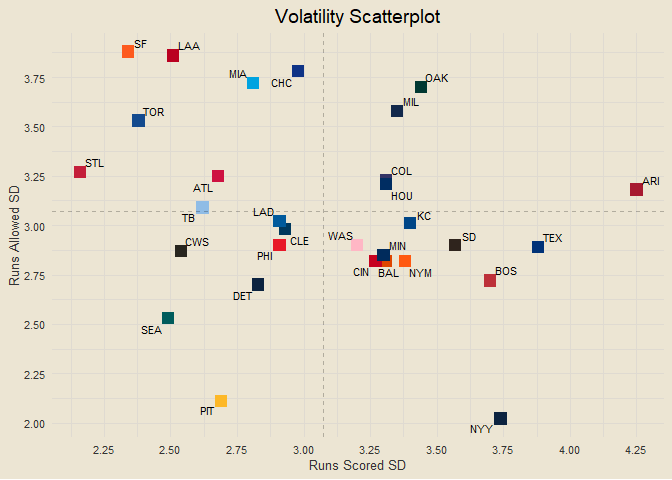 Volatility Scatterplot
SF
LAA
MIA
CHC
OAK
3.75
MIL
TOR
3.50
STL
COL
ARI
3.25
ATL
HOU
TB
LAD
KC
3.00
CWS
CLE
WAS
MIN
SD
TEX
PHI
CIN
BAL
NYM
BOS
2.75
DET
2.50
SEA
2.25
PIT
2.00
NYY
2.25
2.50
2.75
3.00
3.25
3.50
3.75
4.00
4.25
Runs Scored SD
Runs Allowed SD